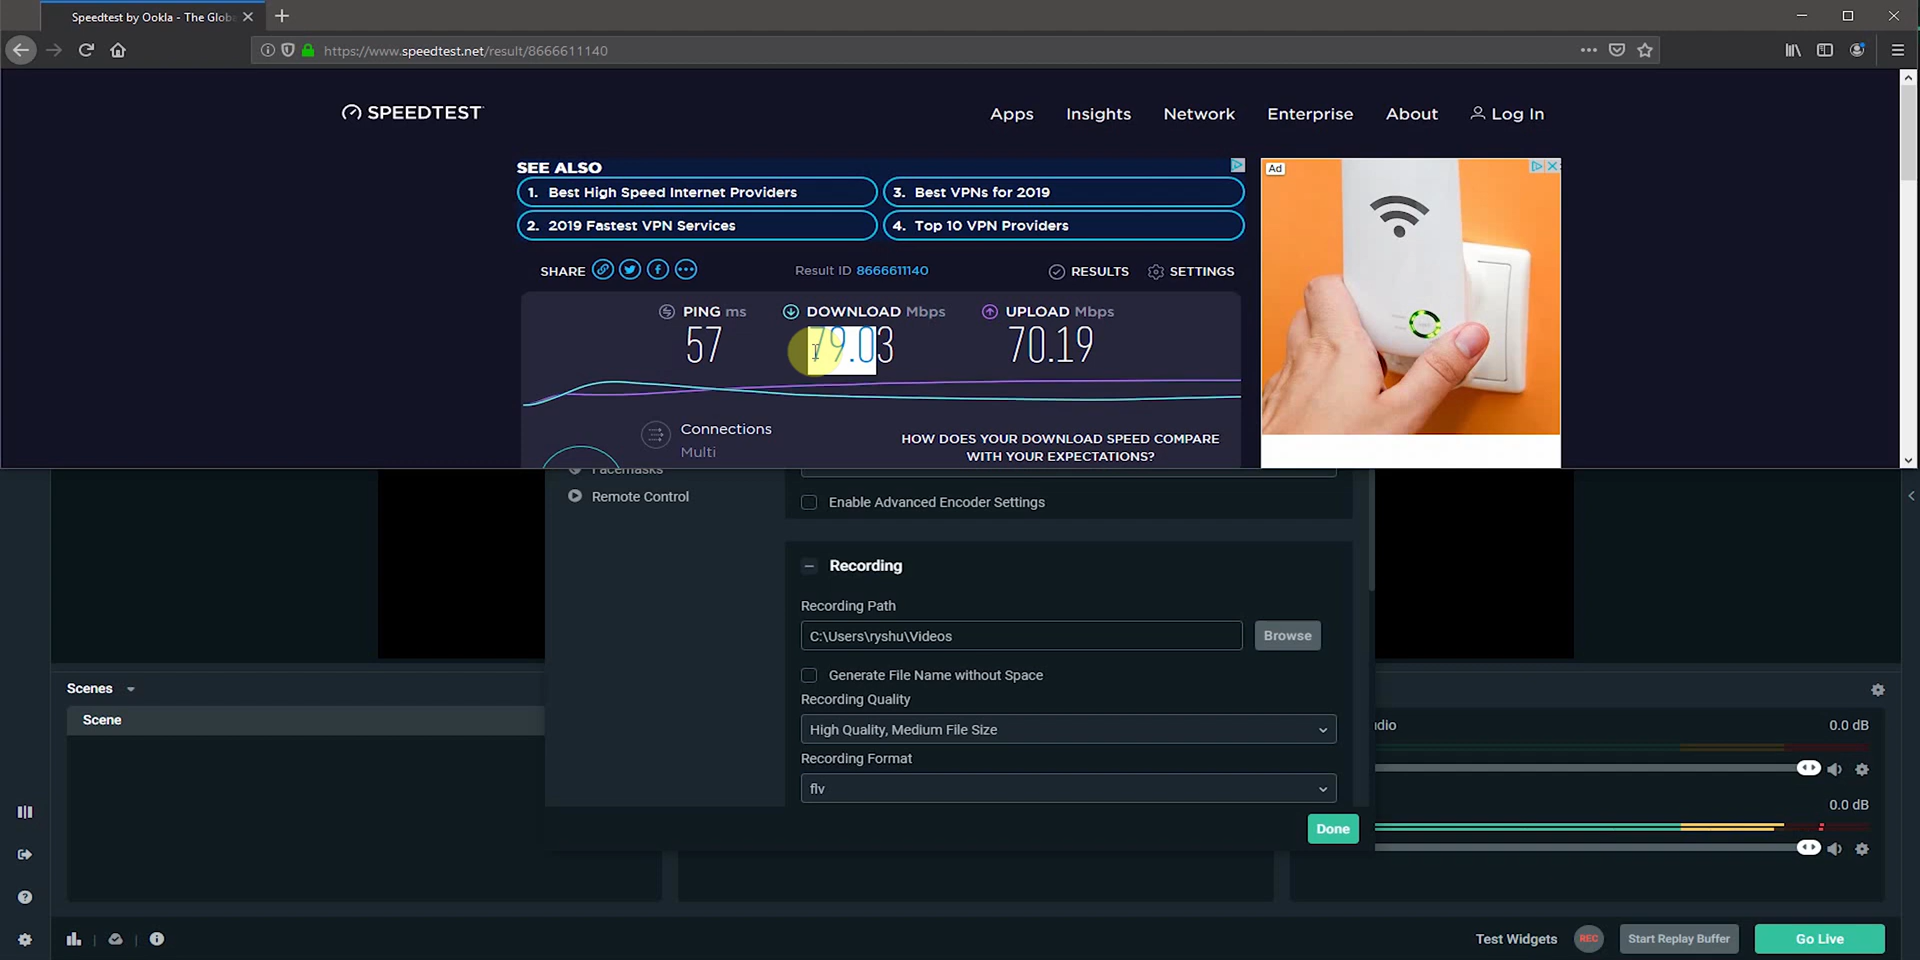 Speedtest by Ookla - The Glob
https://www.speedtest.net/result/8666611140
SPEEDTEST
Apps
Insights
Network
Enterprise
About
Log In
SEE ALSO
1. Best High Speed Internet Providers
3. Best VPNs for 2019
2. 2019 Fastest VPN Services
4. Top 10 VPN Providers
Ad
SHARE
Result ID 8666611140
RESULTS
SETTINGS
PING ms
DOWNLOAD Mbps
UPLOAD Mbps
57
79.03
70.19
Connections
Multi
HOW DOES YOUR DOWNLOAD SPEED COMPARE
WITH YOUR EXPECTATIONS?
Facemasks
Remote Control
Enable Advanced Encoder Settings
Recording
Recording Path
C:\Users\ryshu\Videos
Browse
Generate File Name without Space
Recording Quality
High Quality, Medium File Size
Recording Format
flv
Done
Scenes
Scene
udio
0.0 dB
0.0 dB
Test Widgets
REC
Start Replay Buffer
Go Live